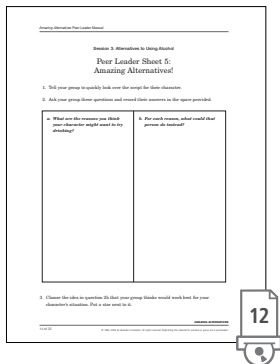 Amazing Alternatives Peer Leader Manual
Session 3: Alternatives to Using Alcohol
Peer Leader Sheet 5:
Amazing Alternatives!
1. Tell your group to quickly look over the script for their character.
2. Ask your group these questions and record their answers in the space provided.
a. What are the reasons you think
your character might want to try
drinking?
b. For each reason, what could that
person do instead?
3. Choose the idea in question 2b that your group thinks would work best for your
character's situation. Put a star next to it.
AMAZING ALTERNATIVES
12